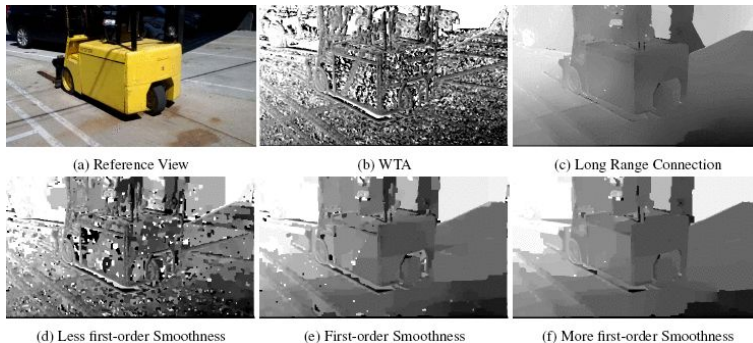 (a) Reference View
(b) WTA
(c) Long Range Connection
(d) Less first-order Smoothness
(e) First-order Smoothness
(f) More first-order Smoothness